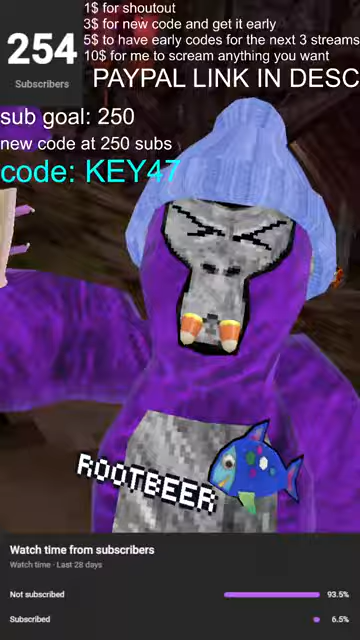 1$ for shoutout
3$ for new code and get it early
5$ to have early codes for the next 3 streams
10$ for me to scream anything you want
PAYPAL LINK IN DESC
254
Subscribers
sub goal: 250
new code at 250 subs
code: KEY47
ROOTBEER
Watch time from subscribers
Watch time · Last 28 days
Not subscribed 93.5%
Subscribed 6.5%